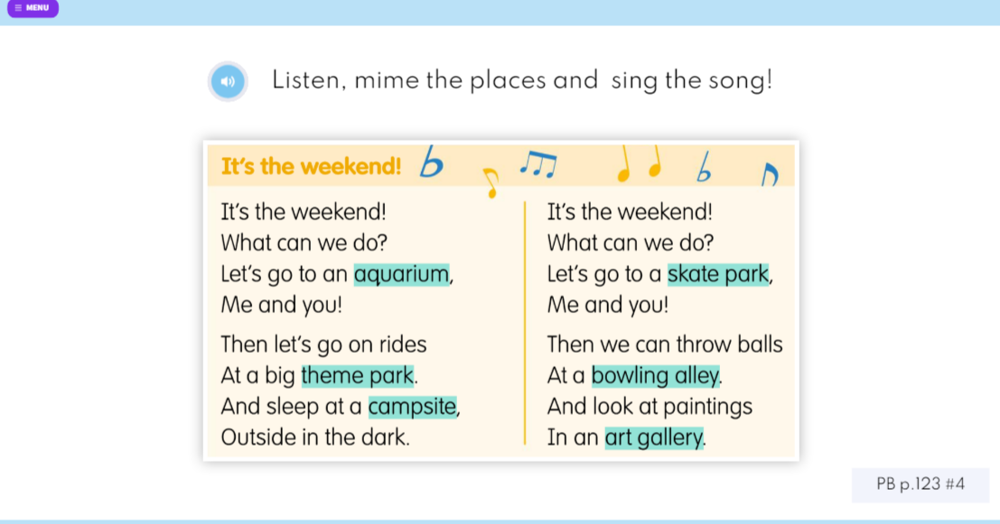 MENU
Listen, mime the places and sing the song!
It's the weekend!
It's the weekend!
What can we do?
Let's go to an aquarium,
Me and you!
Then let's go on rides
At a big theme park.
And sleep at a campsite,
Outside in the dark.
It's the weekend!
What can we do?
Let's go to a skate park,
Me and you!
Then we can throw balls
At a bowling alley.
And look at paintings
In an art gallery.
PB p.123 #4